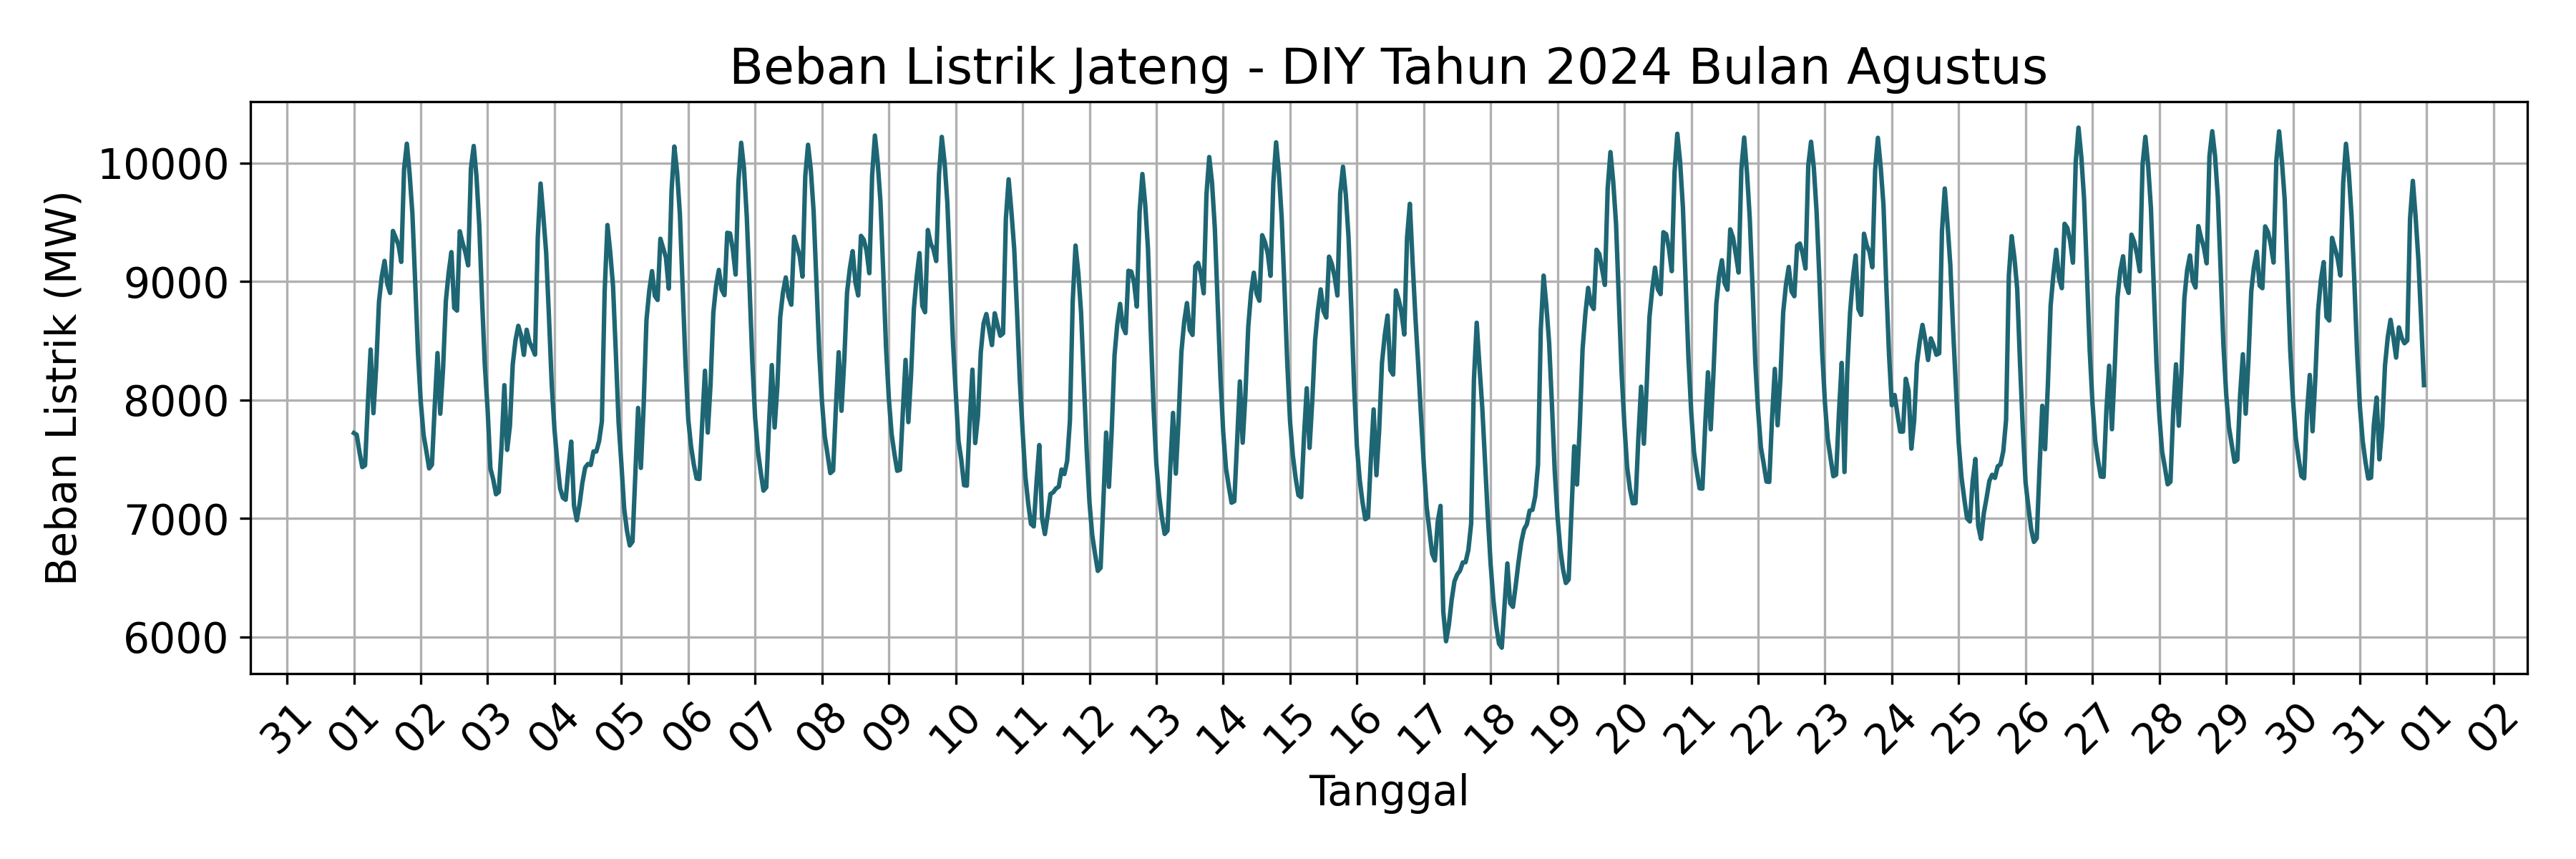 Beban Listrik Jateng - DIY Tahun 2024 Bulan Agustus
Beban Listrik (MW)
10000
9000
8000
7000
6000
31 01 02 03 04 05 06 07 08 09 10 11 12 13 14 15 16 17 18 19 20 21 22 23 24 25 26 27 28 29 30 31 01 02
Tanggal